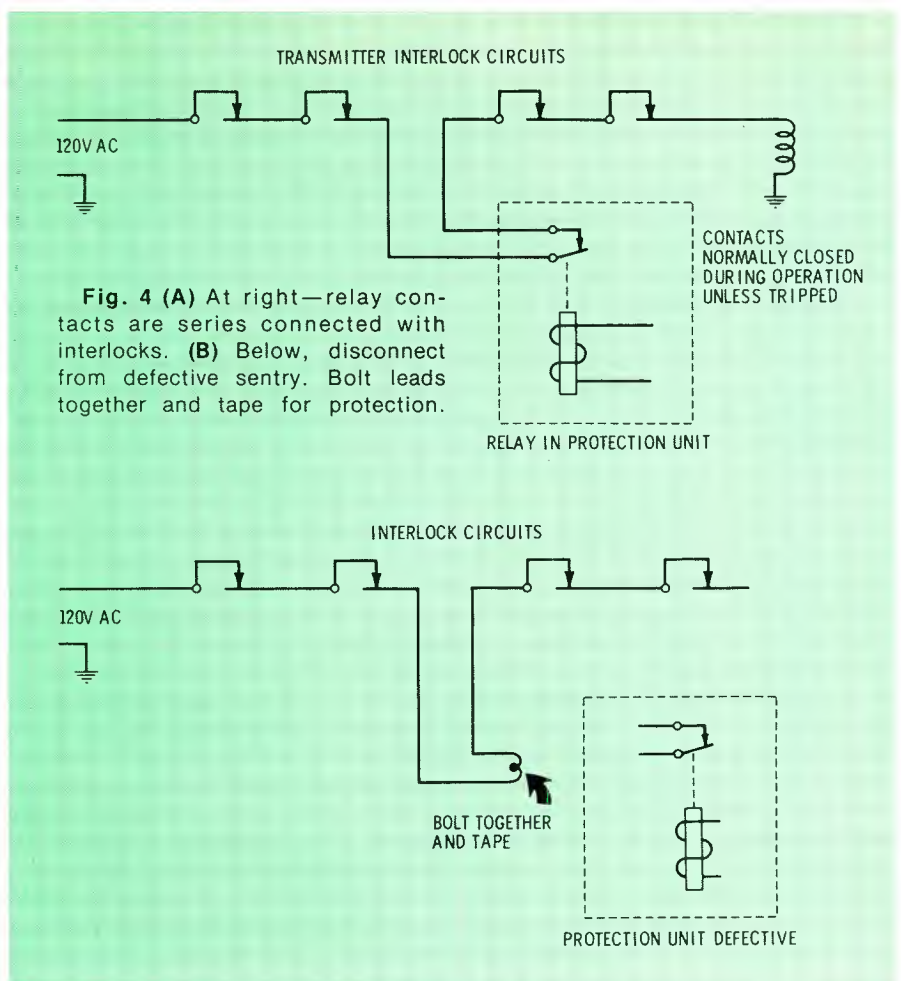 TRANSMITTER INTERLOCK CIRCUITS
120V AC
CONTACTS
NORMALLY CLOSED
DURING OPERATION
UNLESS TRIPPED
Fig. 4 (A) At right—relay con-
tacts are series connected with
interlocks. (B) Below, disconnect
from defective sentry. Bolt leads
together and tape for protection.
RELAY IN PROTECTION UNIT
INTERLOCK CIRCUITS
120V AC
BOLT TOGETHER
AND TAPE
PROTECTION UNIT DEFECTIVE